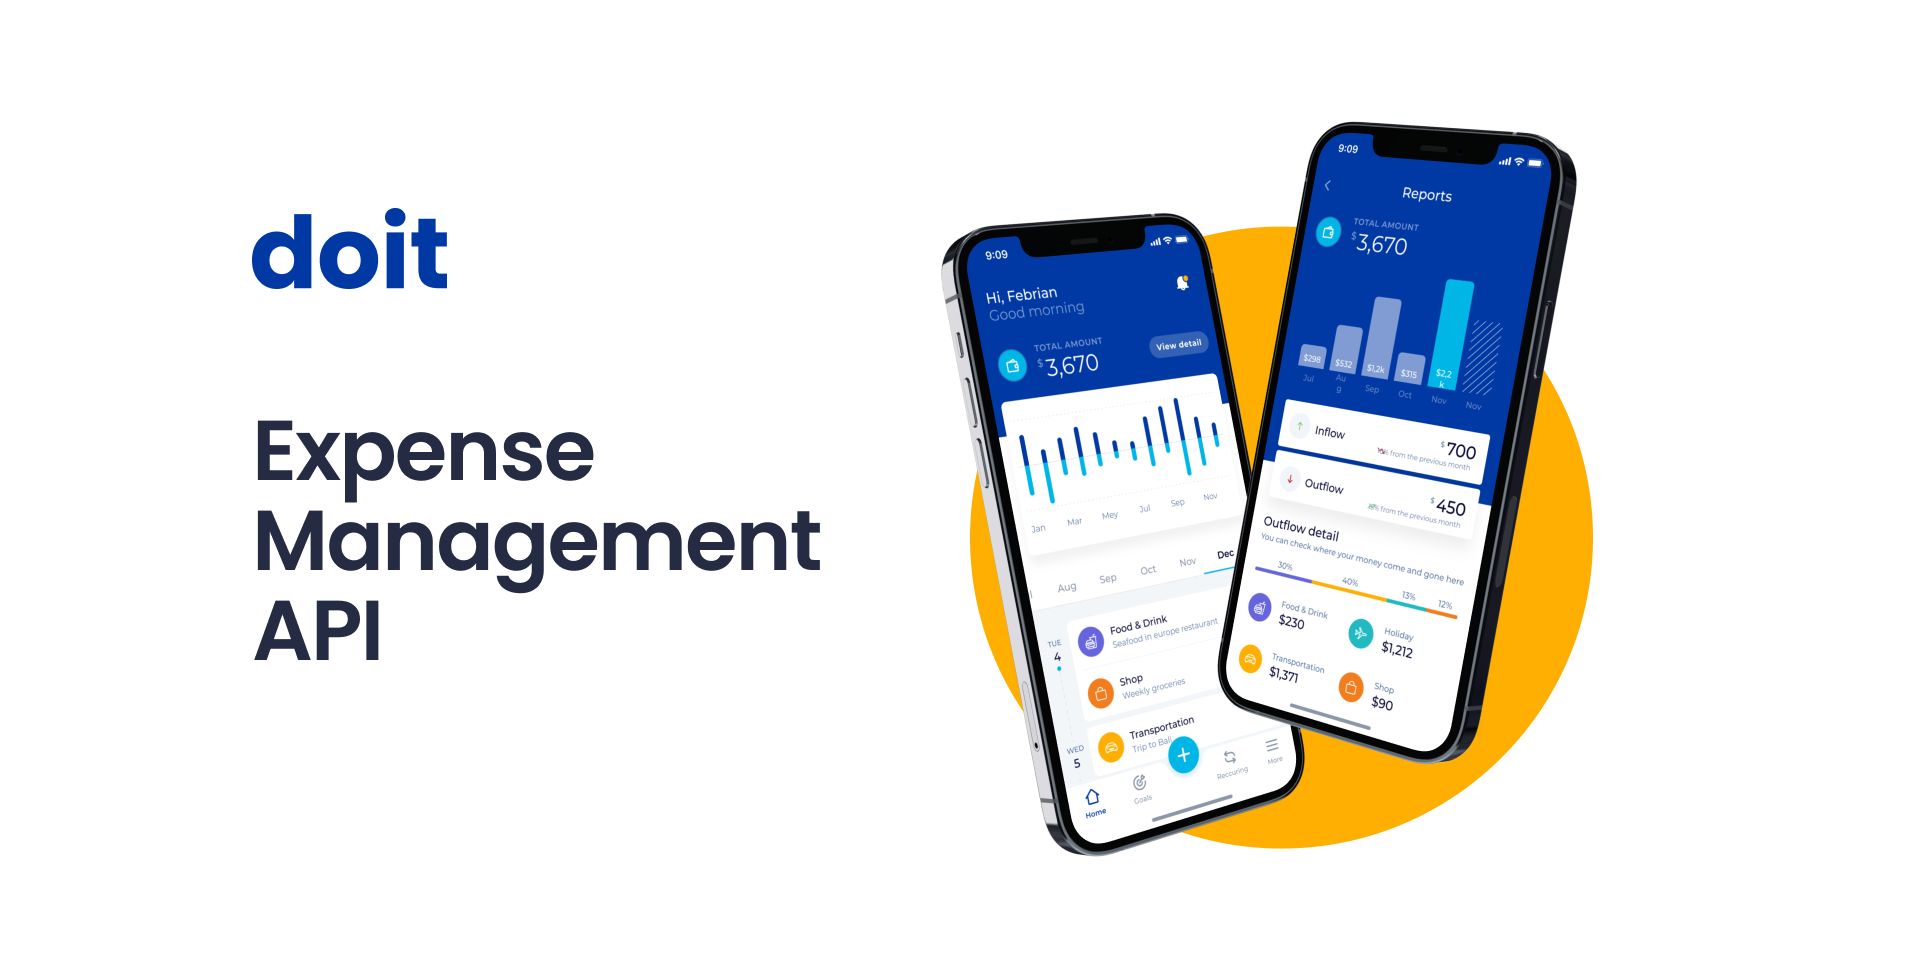 doit
Expense
Management
API
9:09
Hi, Febrian
Good morning
TOTAL AMOUNT
$3,670
View detail
Jan Mar Mey Jul Sep Nov
Aug Sep Oct Nov Dec
TUE
4
Food & Drink
Seafood in europe restaurant
Shop
Weekly groceries
WED
5
Transportation
Trip to Bali
Home Goals Reccuring More
9:09
Reports
TOTAL AMOUNT
$3,670
$298 $532 $1,2k $315 $2,2
k
Jul Au
g Sep Oct Nov Nov
Inflow
$700
from the previous month
Outflow
$450
from the previous month
Outflow detail
You can check where your money come and gone here
30% 40% 13% 12%
Food & Drink
$230
Holiday
$1,212
Transportation
$1,371
Shop
$90